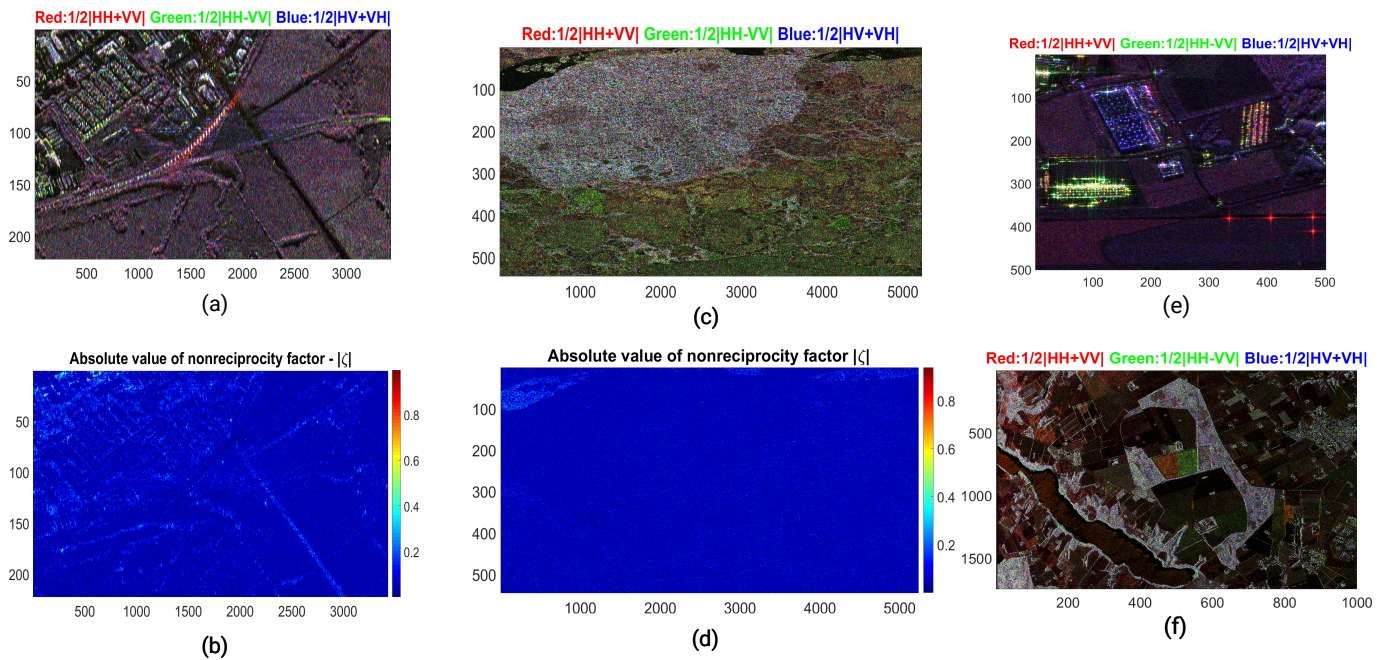 Red:1/2|HH+VV| Green:1/2|HH-VV| Blue:1/2|HV+VH|
50
100
150
200
500 1000 1500 2000 2500 3000
(a)
Absolute value of nonreciprocity factor - |ζ|
50
100
150
200
500 1000 1500 2000 2500 3000
0.8
0.6
0.4
0.2
(b)
Red:1/2|HH+VV| Green:1/2|HH-VV| Blue:1/2|HV+VH|
100
200
300
400
500
1000 2000 3000 4000 5000
(c)
Absolute value of nonreciprocity factor |ζ|
100
200
300
400
500
1000 2000 3000 4000 5000
0.8
0.6
0.4
0.2
(d)
Red:1/2|HH+VV| Green:1/2|HH-VV| Blue:1/2|HV+VH|
100
200
300
400
500
100 200 300 400 500
(e)
Red:1/2|HH+VV| Green:1/2|HH-VV| Blue:1/2|HV+VH|
500
1000
1500
200 400 600 800 1000
(f)